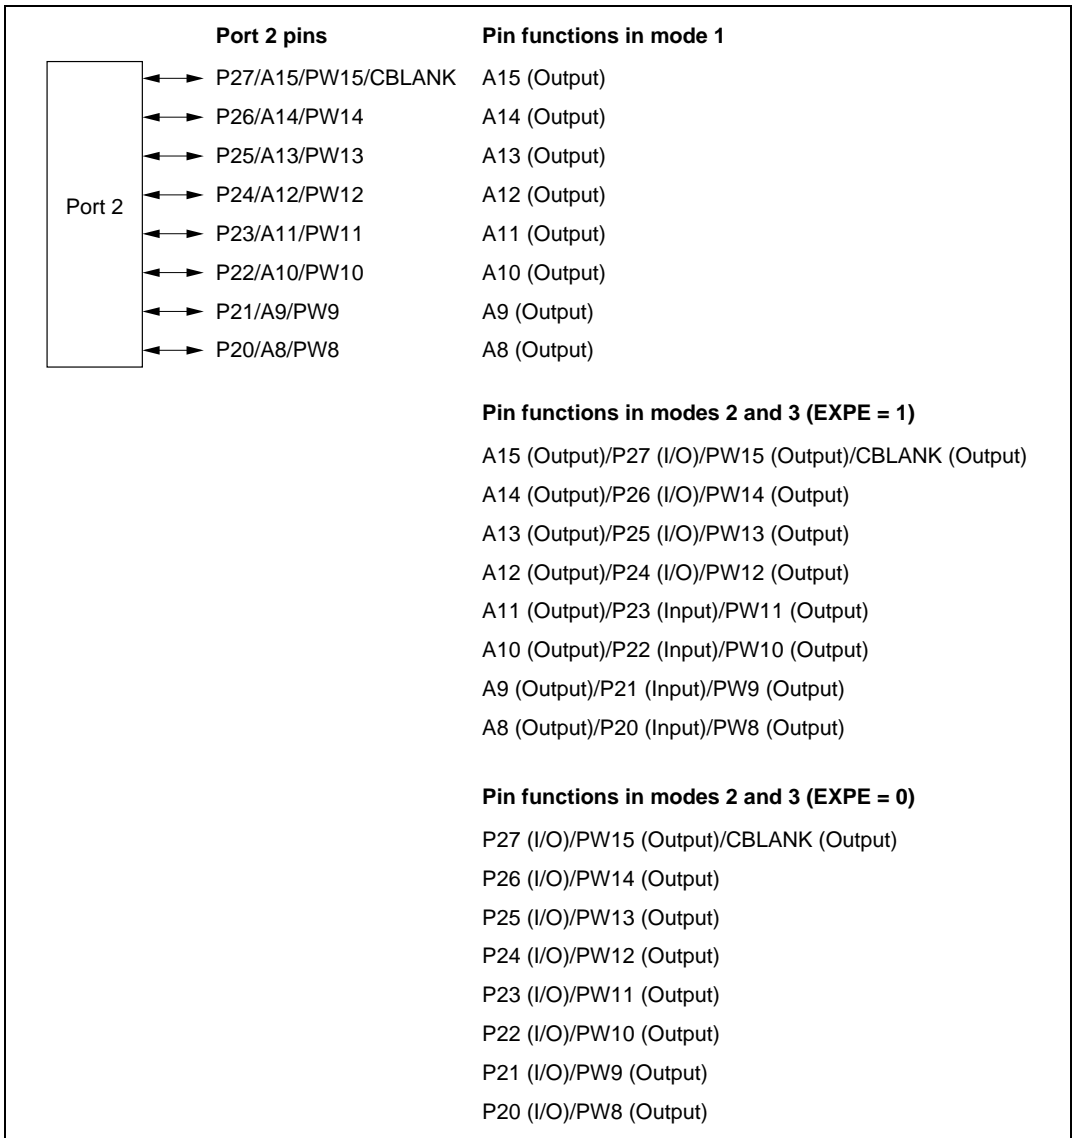 Port 2 pins Pin functions in mode 1
P27/A15/PW15/CBLANK A15 (Output)
P26/A14/PW14 A14 (Output)
P25/A13/PW13 A13 (Output)
P24/A12/PW12 A12 (Output)
Port 2
P23/A11/PW11 A11 (Output)
P22/A10/PW10 A10 (Output)
P21/A9/PW9 A9 (Output)
P20/A8/PW8 A8 (Output)
Pin functions in modes 2 and 3 (EXPE = 1)
A15 (Output)/P27 (I/O)/PW15 (Output)/CBLANK (Output)
A14 (Output)/P26 (I/O)/PW14 (Output)
A13 (Output)/P25 (I/O)/PW13 (Output)
A12 (Output)/P24 (I/O)/PW12 (Output)
A11 (Output)/P23 (Input)/PW11 (Output)
A10 (Output)/P22 (Input)/PW10 (Output)
A9 (Output)/P21 (Input)/PW9 (Output)
A8 (Output)/P20 (Input)/PW8 (Output)
Pin functions in modes 2 and 3 (EXPE = 0)
P27 (I/O)/PW15 (Output)/CBLANK (Output)
P26 (I/O)/PW14 (Output)
P25 (I/O)/PW13 (Output)
P24 (I/O)/PW12 (Output)
P23 (I/O)/PW11 (Output)
P22 (I/O)/PW10 (Output)
P21 (I/O)/PW9 (Output)
P20 (I/O)/PW8 (Output)